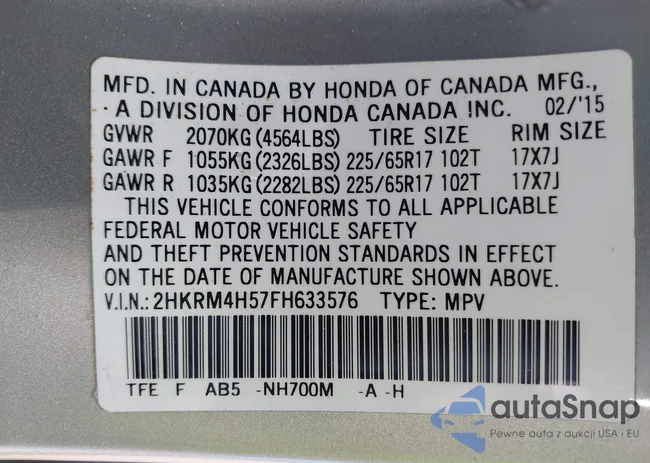 MFD. IN CANADA BY HONDA OF CANADA MFG.,
A DIVISION OF HONDA CANADA INC. 02/'15
GVWR 2070KG (4564LBS) TIRE SIZE RIM SIZE
GAWR F 1055KG (2326LBS) 225/65R17 102T 17X7J
GAWR R 1035KG (2282LBS) 225/65R17 102T 17X7J
THIS VEHICLE CONFORMS TO ALL APPLICABLE
FEDERAL MOTOR VEHICLE SAFETY
AND THEFT PREVENTION STANDARDS IN EFFECT
ON THE DATE OF MANUFACTURE SHOWN ABOVE.
V.I.N.: 2HKRM4H57FH633576 TYPE: MPV
TFE F AB5 -NH700M -A -H
autoSnap
Pewne auta z aukcji USA i EU